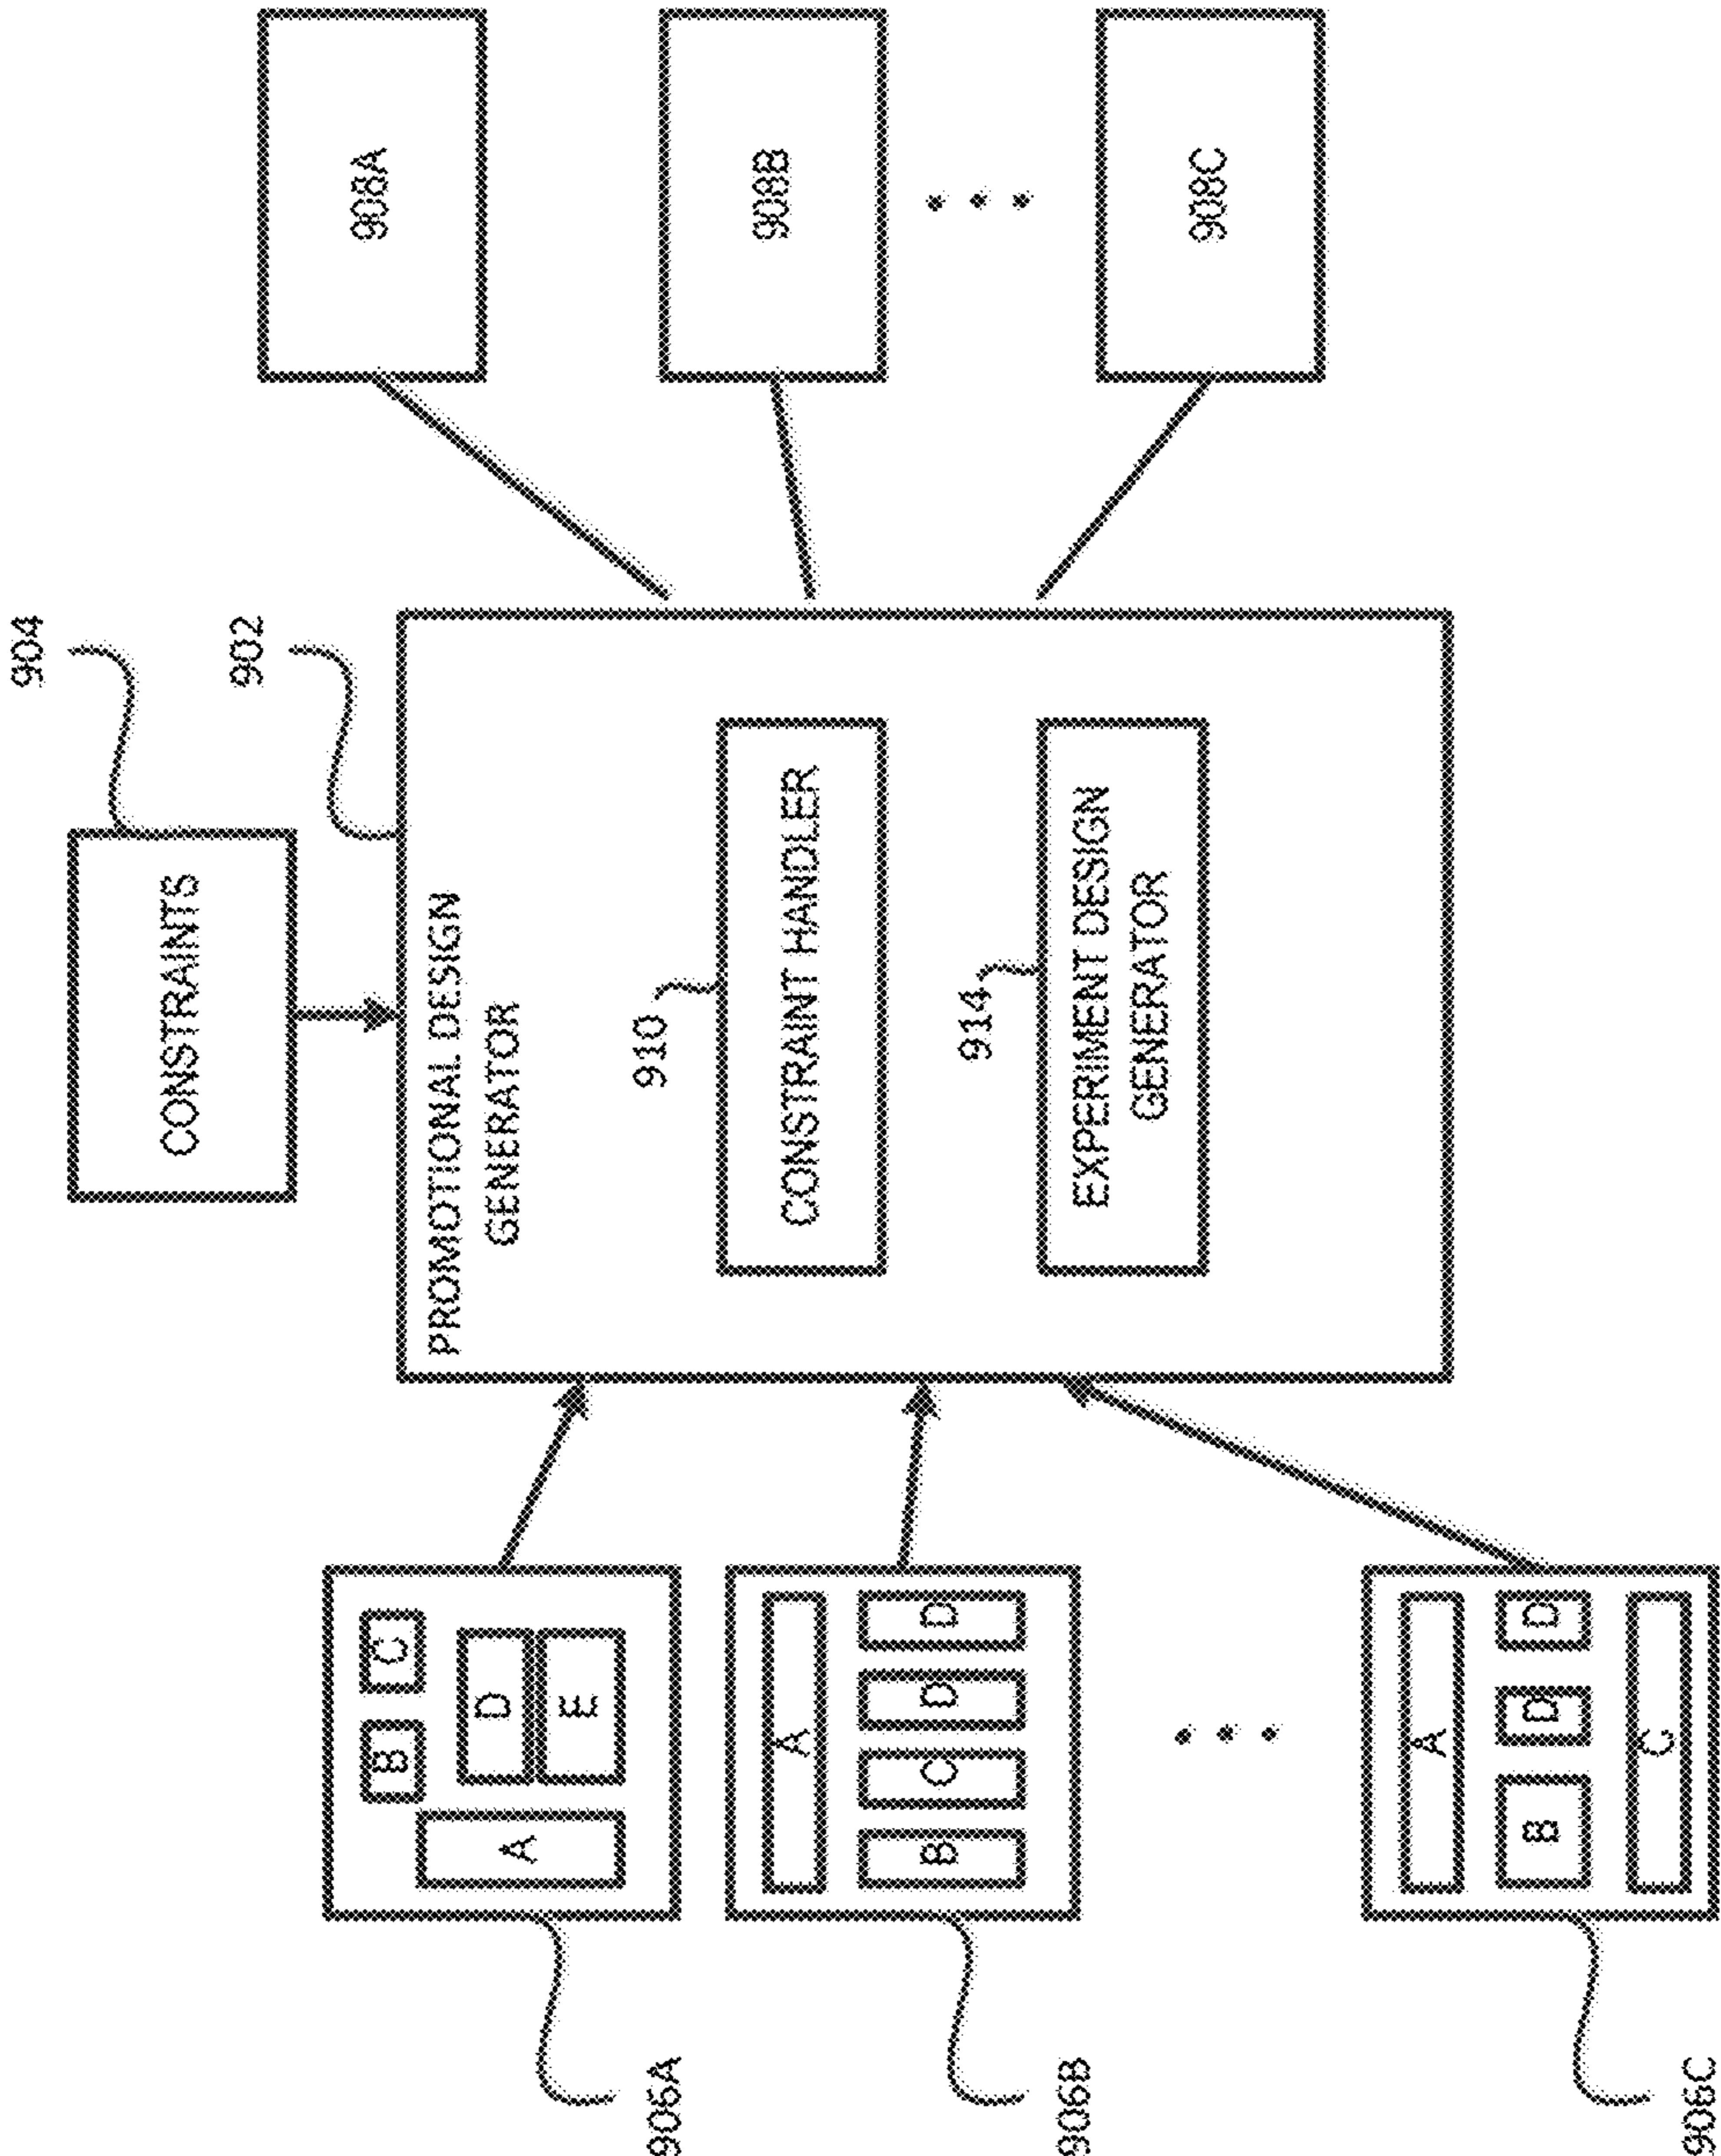 904
CONSTRAINTS
902
PROMOTIONAL DESIGN
GENERATOR
910
CONSTRAINT HANDLER
914
EXPERIMENT DESIGN
GENERATOR
B C
D
A
E
906A
A
B C D D
906B
A
B D D
C
906C
908A
908B
908C